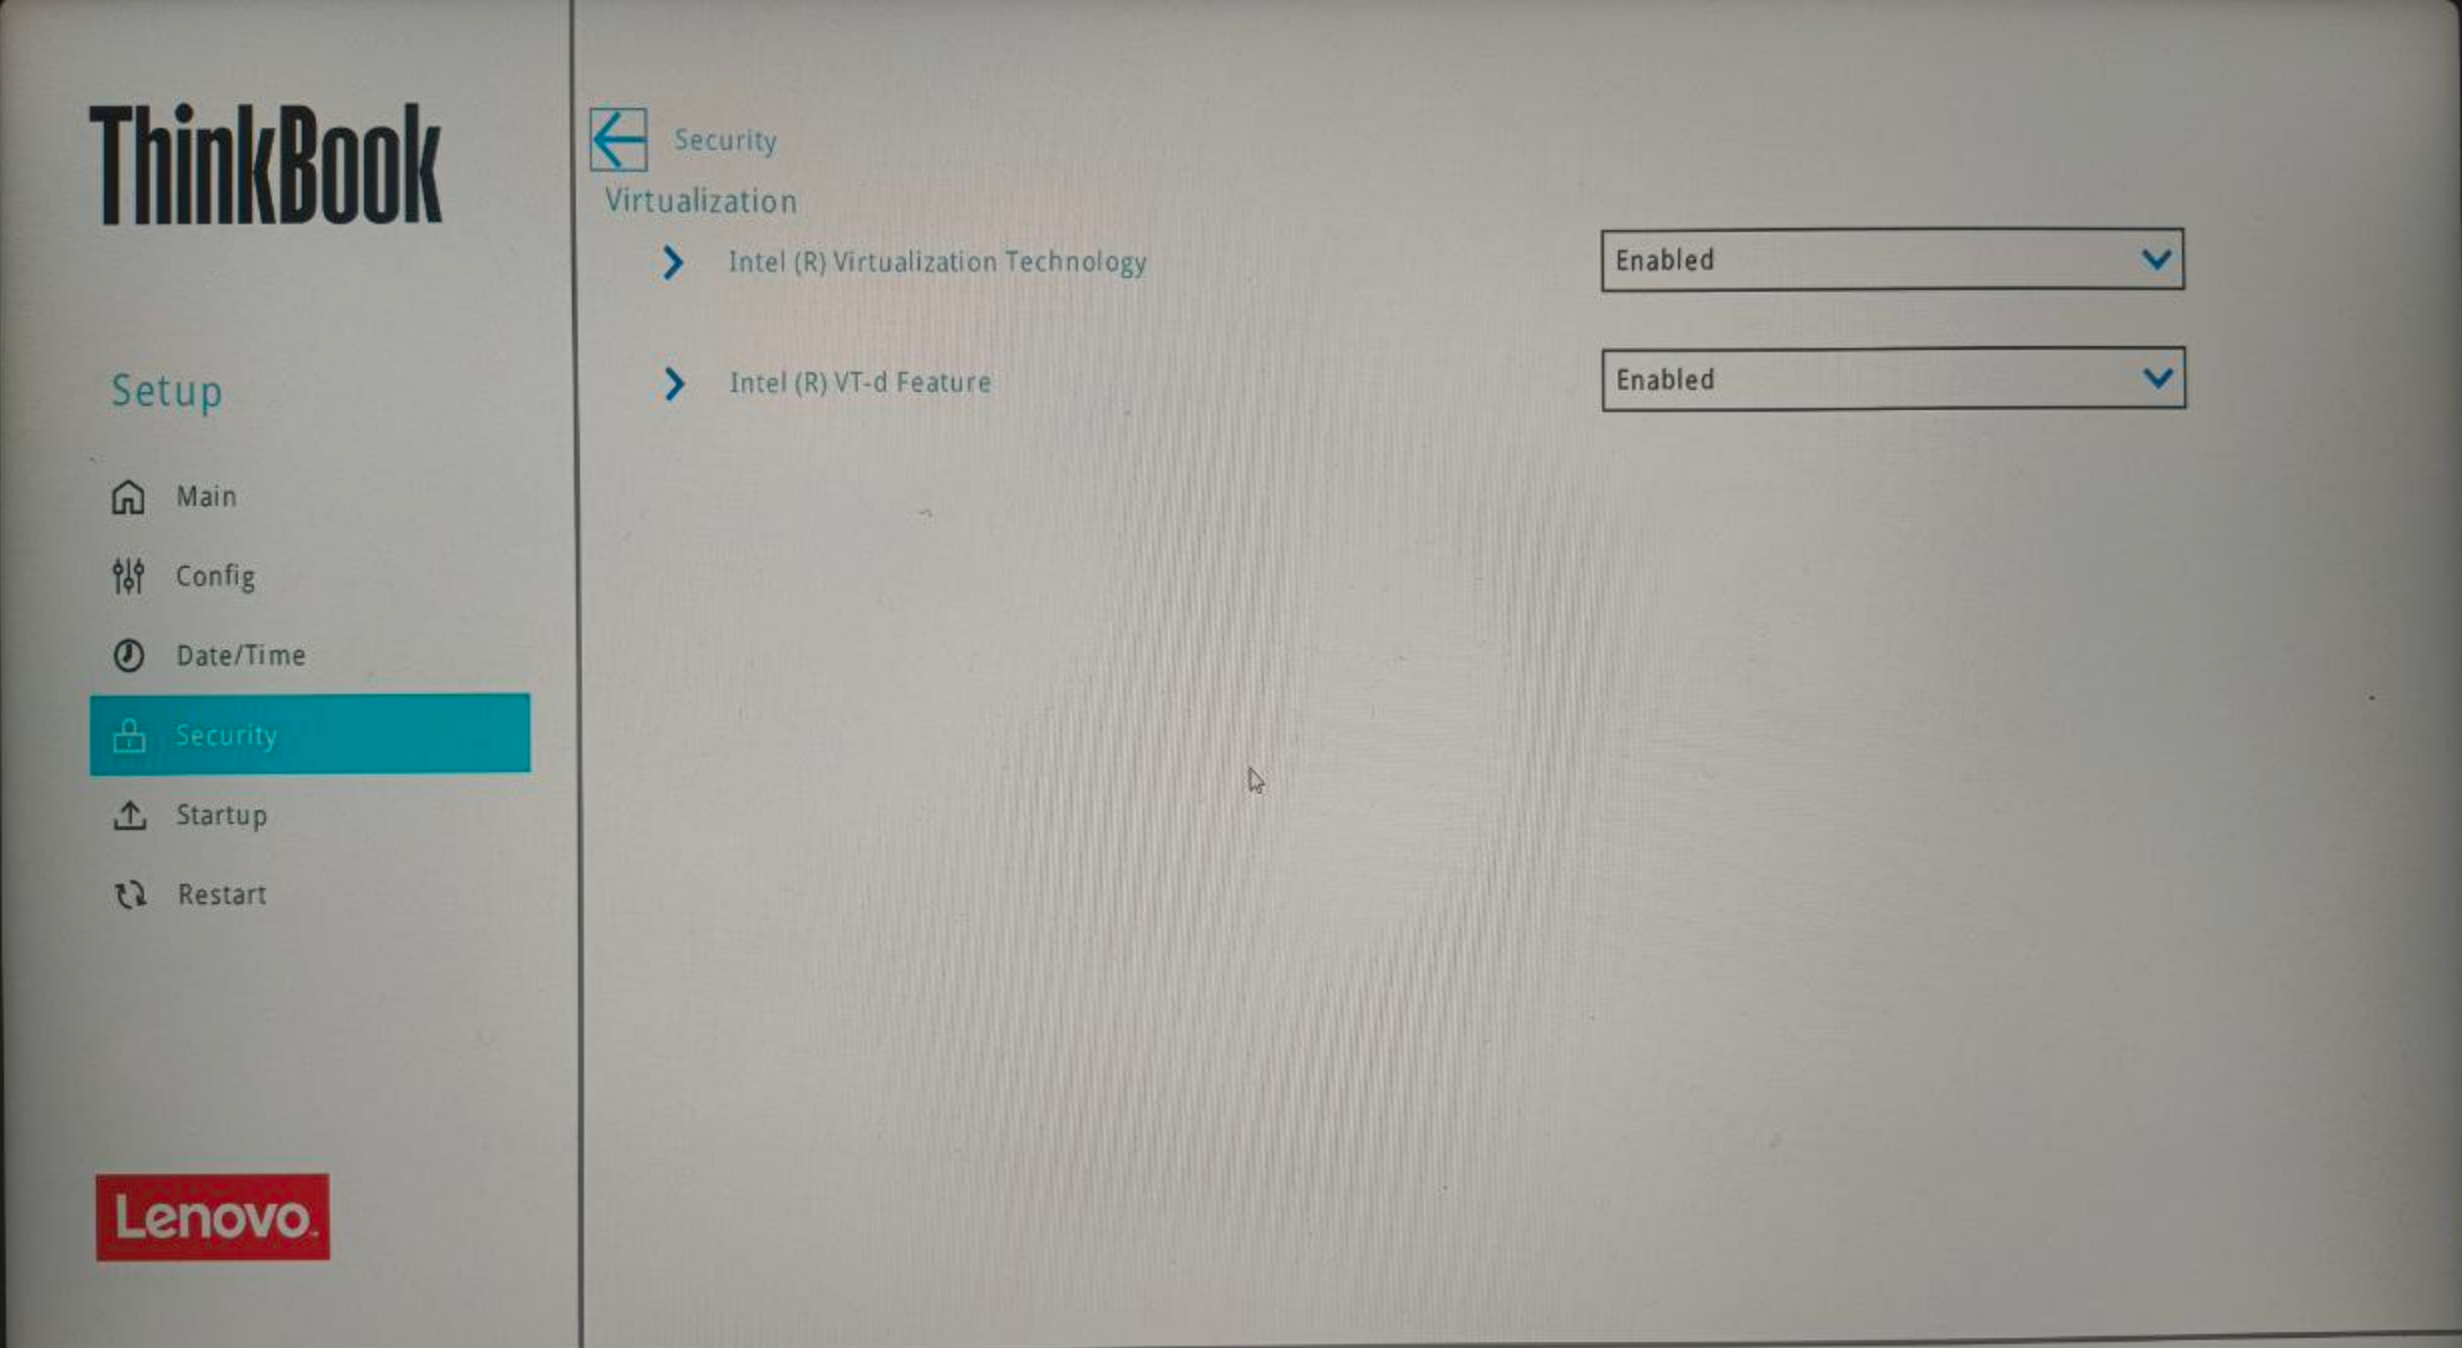 ThinkBook
Setup
Main
Config
Date/Time
Security
Startup
Restart
Lenovo
Security
Virtualization
Intel (R) Virtualization Technology
Enabled
Intel (R) VT-d Feature
Enabled